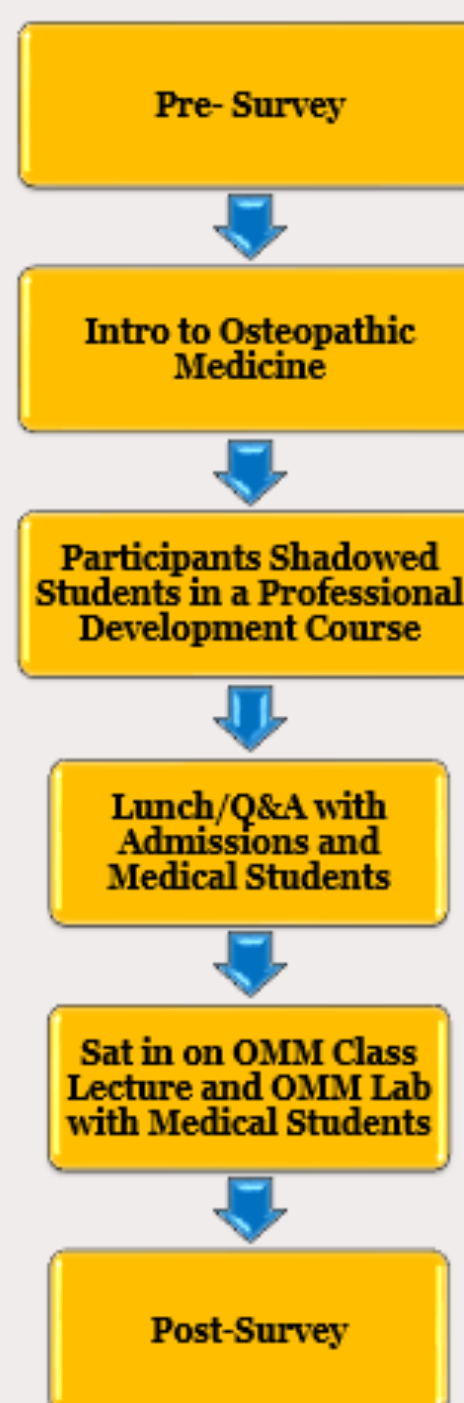 Pre- Survey
Intro to Osteopathic
Medicine
Participants Shadowed
Students in a Professional
Development Course
Lunch/Q&A with
Admissions and
Medical Students
Sat in on OMM Class
Lecture and OMM Lab
with Medical Students
Post-Survey